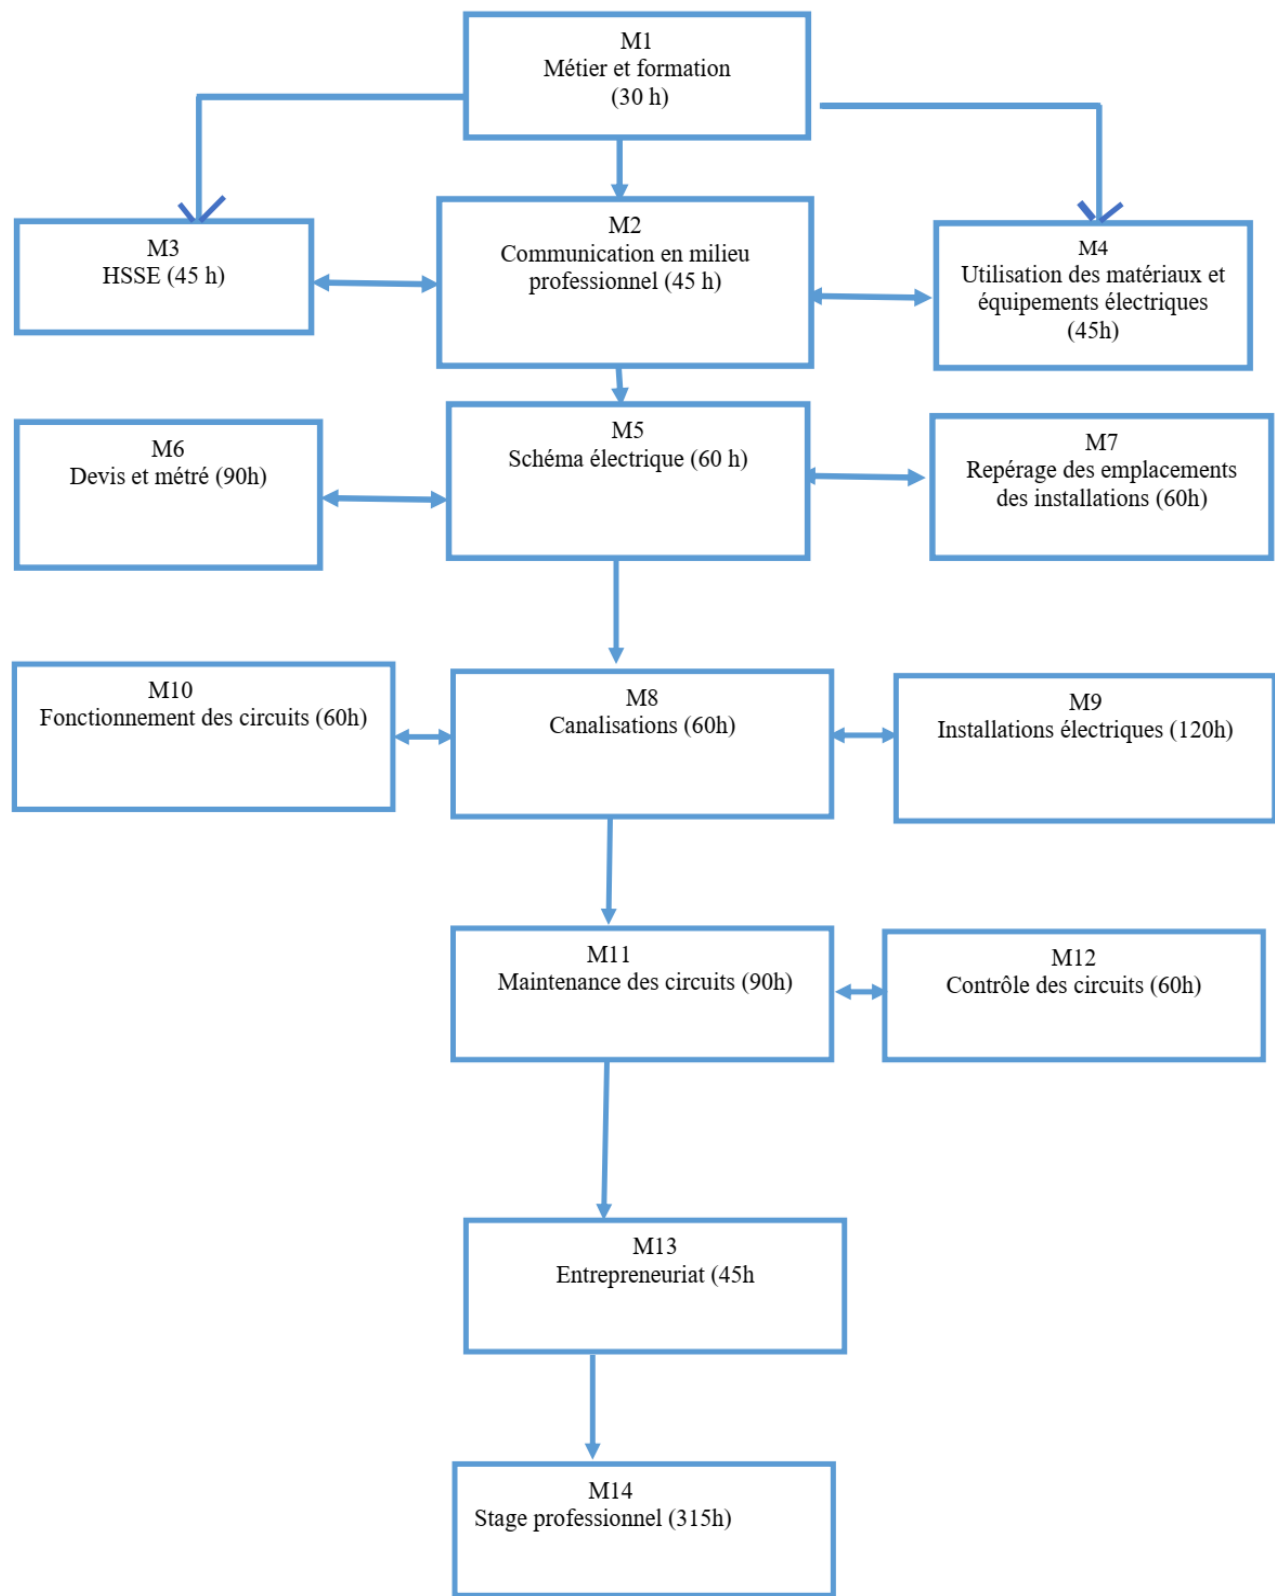 M1
Métier et formation
(30 h)
M3
HSSE (45 h)
M2
Communication en milieu
professionnel (45 h)
M4
Utilisation des matériaux et
équipements électriques
(45h)
M6
Devis et métré (90h)
M5
Schéma électrique (60 h)
M7
Repérage des emplacements
des installations (60h)
M10
Fonctionnement des circuits (60h)
M8
Canalisations (60h)
M9
Installations électriques (120h)
M11
Maintenance des circuits (90h)
M12
Contrôle des circuits (60h)
M13
Entrepreneuriat (45h
M14
Stage professionnel (315h)